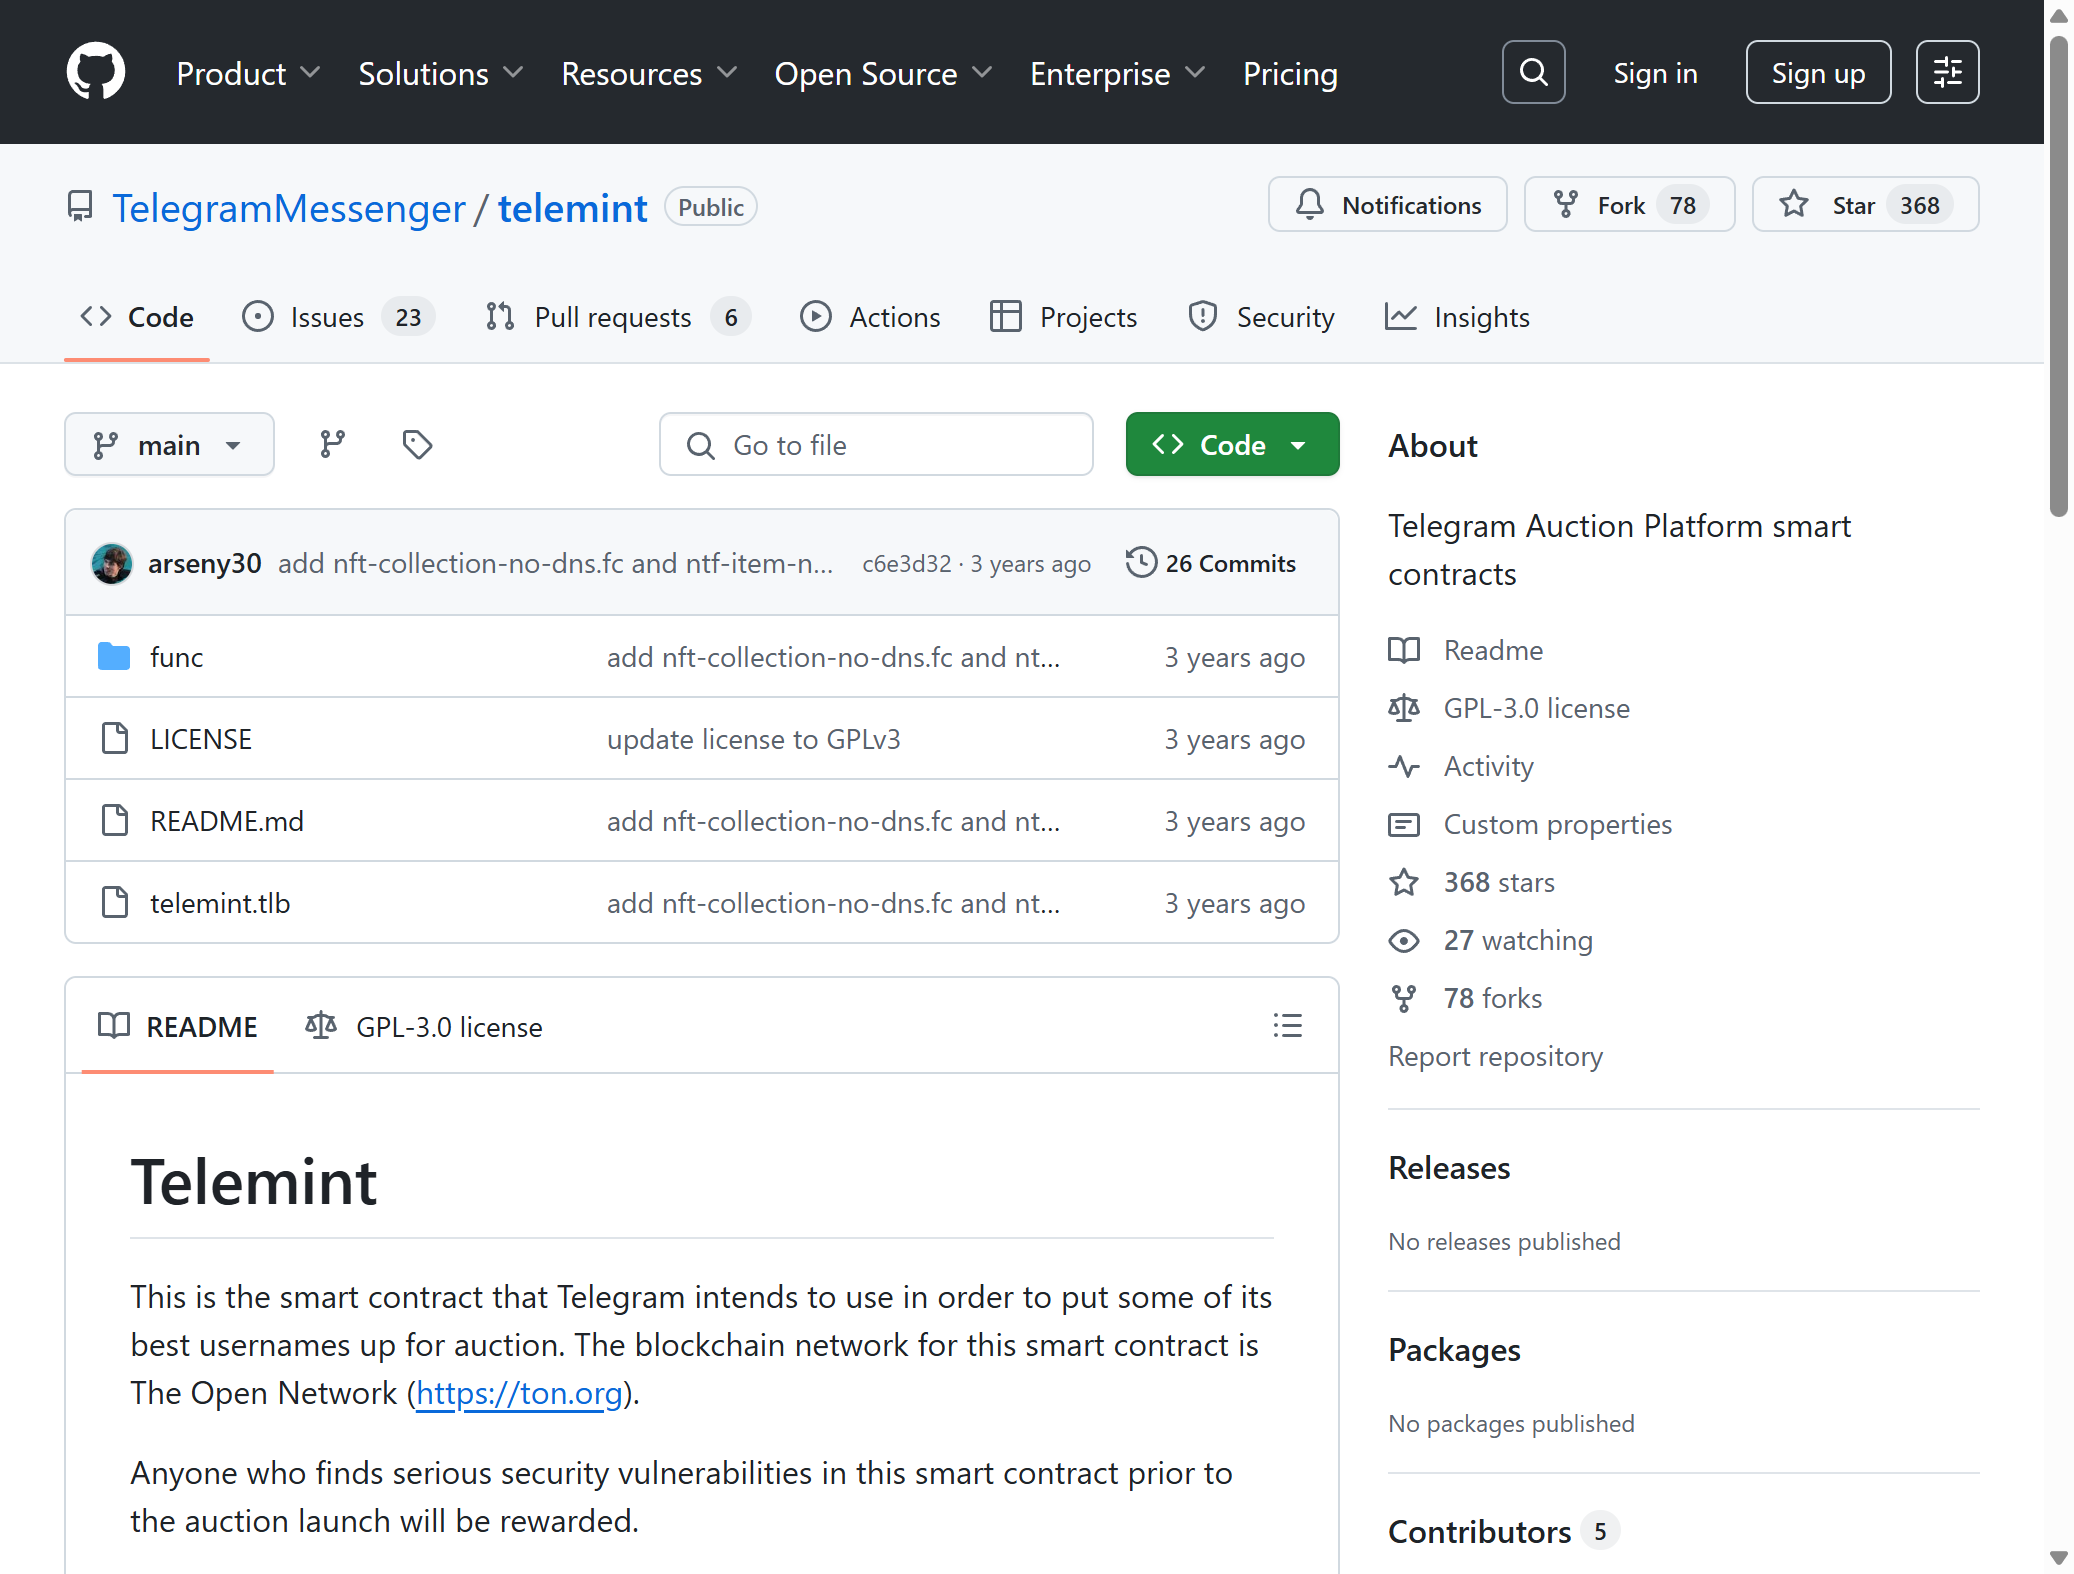 Product Solutions Resources Open Source Enterprise Pricing Sign in Sign up
TelegramMessenger / telemint Public Notifications Fork 78 Star 368
Code Issues 23 Pull requests 6 Actions Projects Security Insights
main Go to file Code
arseny30 add nft-collection-no-dns.fc and ntf-item-n... c6e3d32 · 3 years ago 26 Commits
func add nft-collection-no-dns.fc and nt... 3 years ago
LICENSE update license to GPLv3 3 years ago
README.md add nft-collection-no-dns.fc and nt... 3 years ago
telemint.tlb add nft-collection-no-dns.fc and nt... 3 years ago
README GPL-3.0 license
Telemint
This is the smart contract that Telegram intends to use in order to put some of its
best usernames up for auction. The blockchain network for this smart contract is
The Open Network (https://ton.org).
Anyone who finds serious security vulnerabilities in this smart contract prior to
the auction launch will be rewarded.
About
Telegram Auction Platform smart
contracts
Readme
GPL-3.0 license
Activity
Custom properties
368 stars
27 watching
78 forks
Report repository
Releases
No releases published
Packages
No packages published
Contributors 5